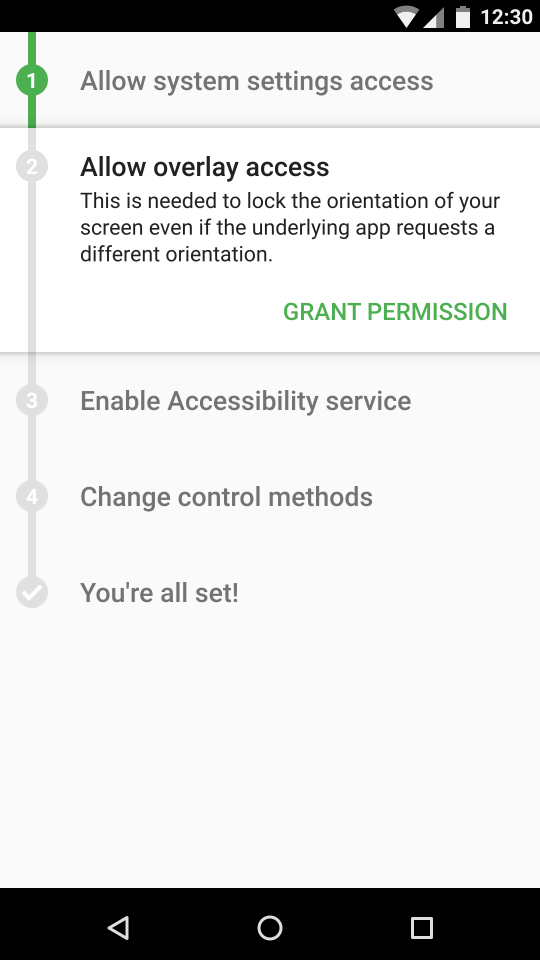 12:30
1 Allow system settings access
2 Allow overlay access
This is needed to lock the orientation of your
screen even if the underlying app requests a
different orientation.
GRANT PERMISSION
3 Enable Accessibility service
4 Change control methods
You're all set!